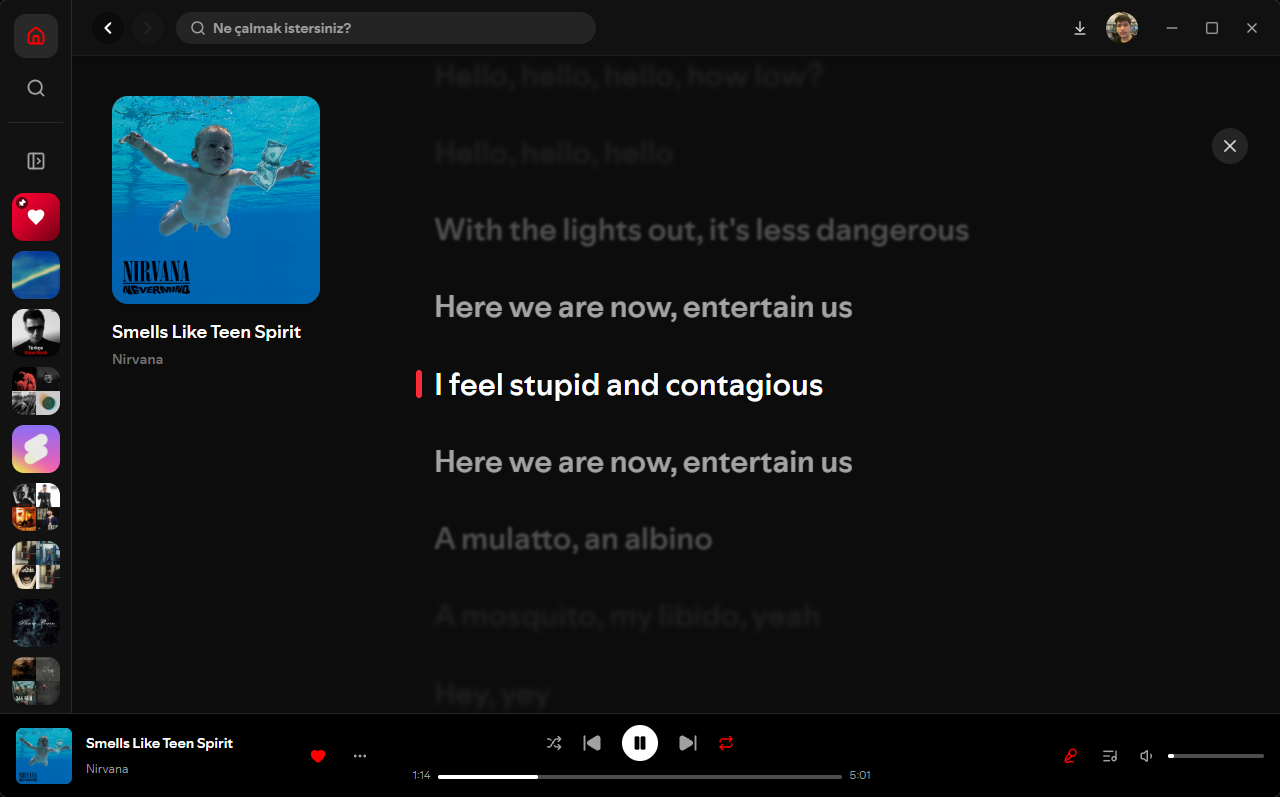 Ne çalmak istersiniz?
Hello, hello, hello, how low?
Hello, hello, hello
With the lights out, it's less dangerous
Here we are now, entertain us
I feel stupid and contagious
Here we are now, entertain us
A mulatto, an albino
A mosquito, my libido, yeah
Hey, yey
NIRVANA
NEVERMIND
Smells Like Teen Spirit
Nirvana
Türkçe
Smells Like Teen Spirit
Nirvana
1:14
5:01